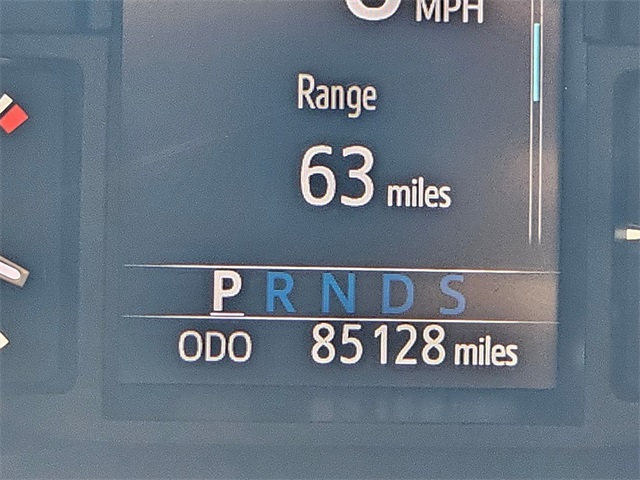 MPH
Range
63 miles
P R N D S
ODO 85128 miles